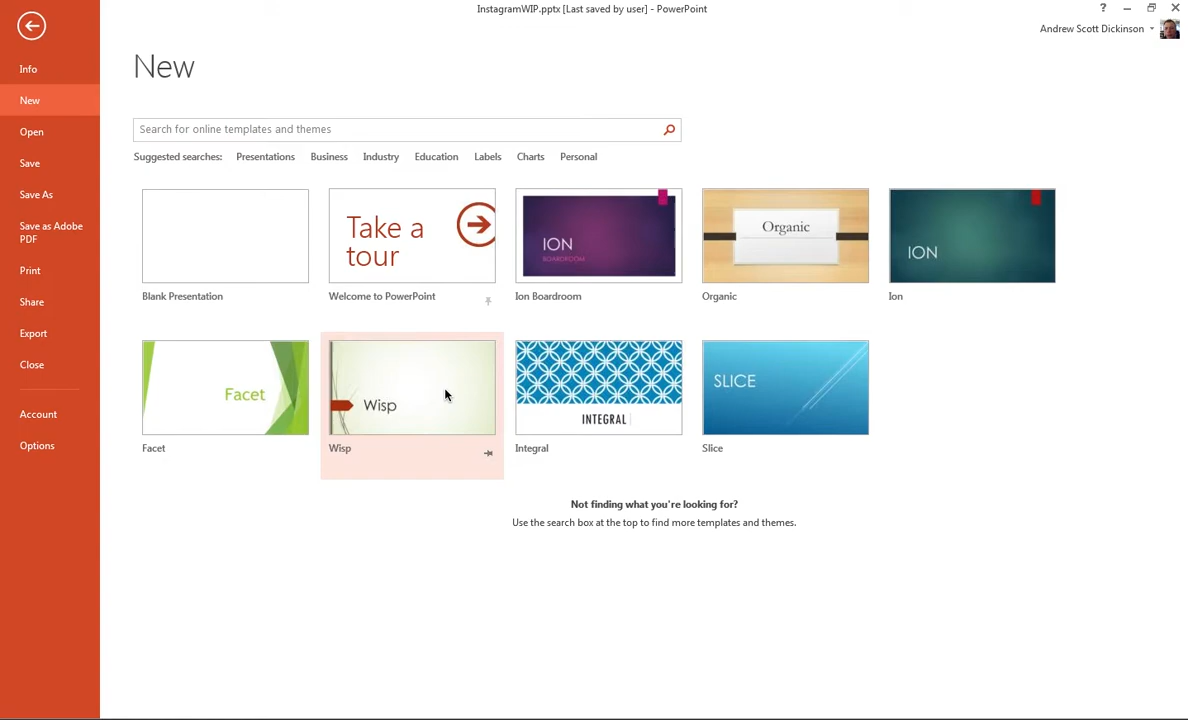 InstagramWIP.pptx [Last saved by user] - PowerPoint
?
Andrew Scott Dickinson
Info
New
Open
Save
Save As
Save as Adobe
PDF
Print
Share
Export
Close
Account
Options
New
Search for online templates and themes
Suggested searches: Presentations Business Industry Education Labels Charts Personal
Take a
tour
ION
BOARDROOM
Organic
ION
Blank Presentation
Welcome to PowerPoint
Ion Boardroom
Organic
Ion
Facet
Wisp
INTEGRAL
SLICE
Facet
Wisp
Integral
Slice
Not finding what you're looking for?
Use the search box at the top to find more templates and themes.